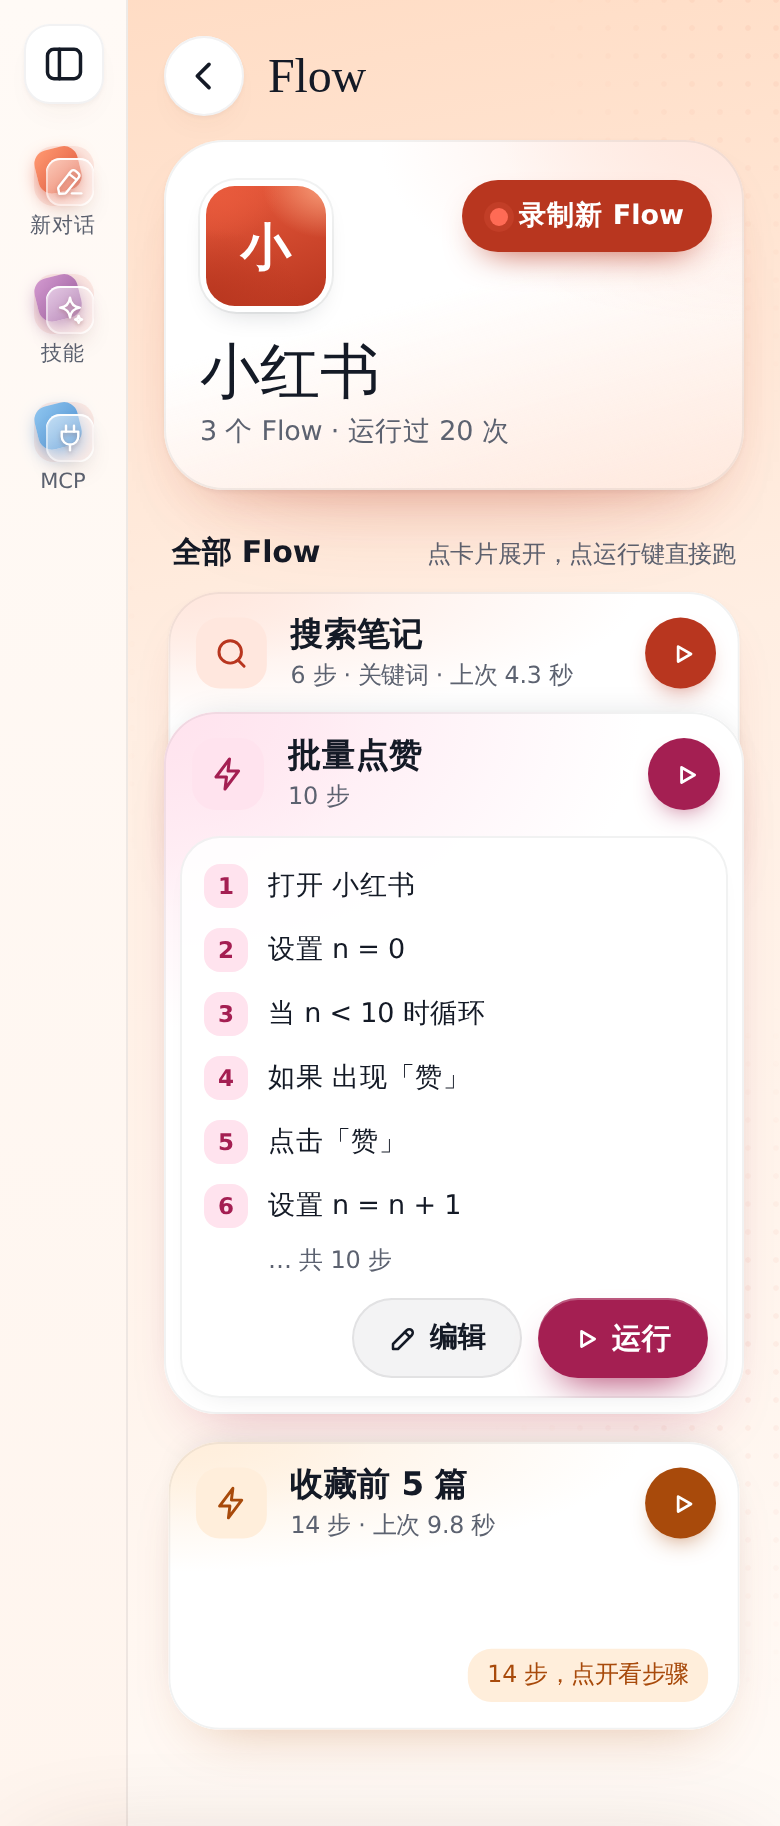 Flow
新对话
技能
MCP
小
录制新 Flow
小红书
3 个 Flow · 运行过 20 次
全部 Flow
点卡片展开，点运行键直接跑
搜索笔记
6 步 · 关键词 · 上次 4.3 秒
批量点赞
10 步
1 打开 小红书
2 设置 n = 0
3 当 n < 10 时循环
4 如果 出现「赞」
5 点击「赞」
6 设置 n = n + 1
... 共 10 步
编辑
运行
收藏前 5 篇
14 步 · 上次 9.8 秒
14 步，点开看步骤